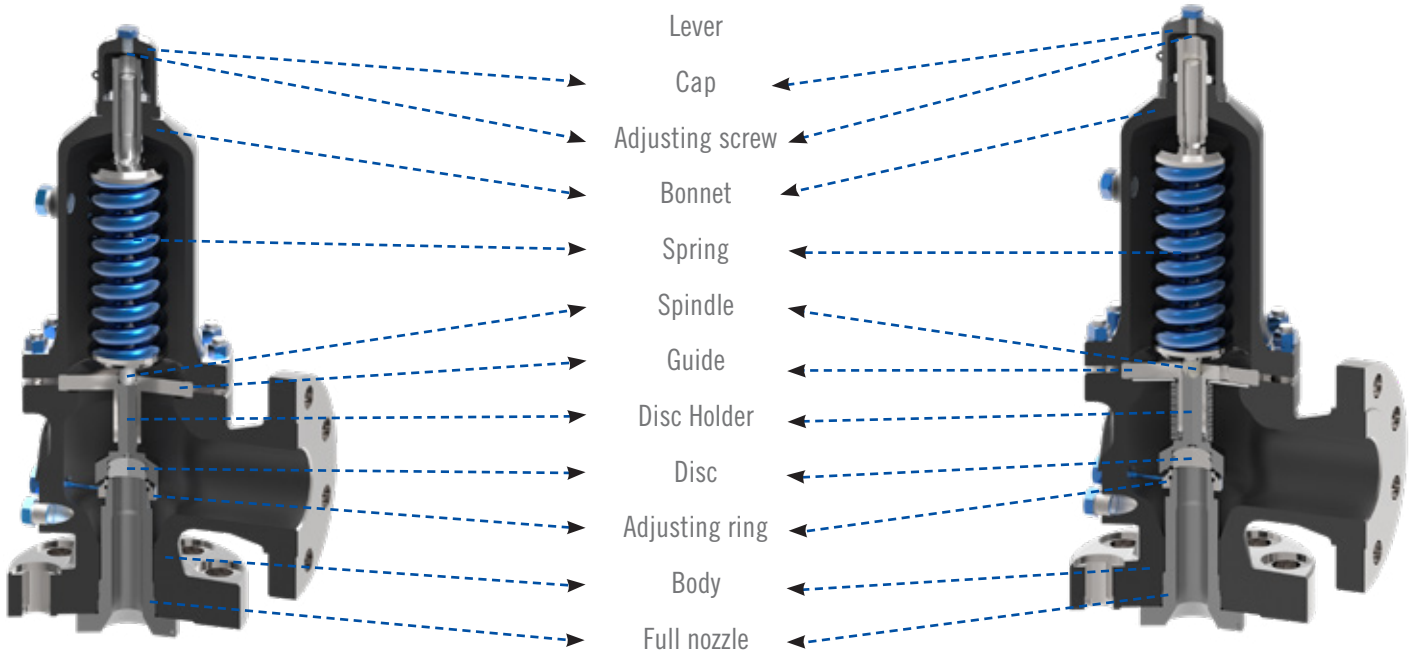 Lever
Cap
Adjusting screw
Bonnet
Spring
Spindle
Guide
Disc Holder
Disc
Adjusting ring
Body
Full nozzle